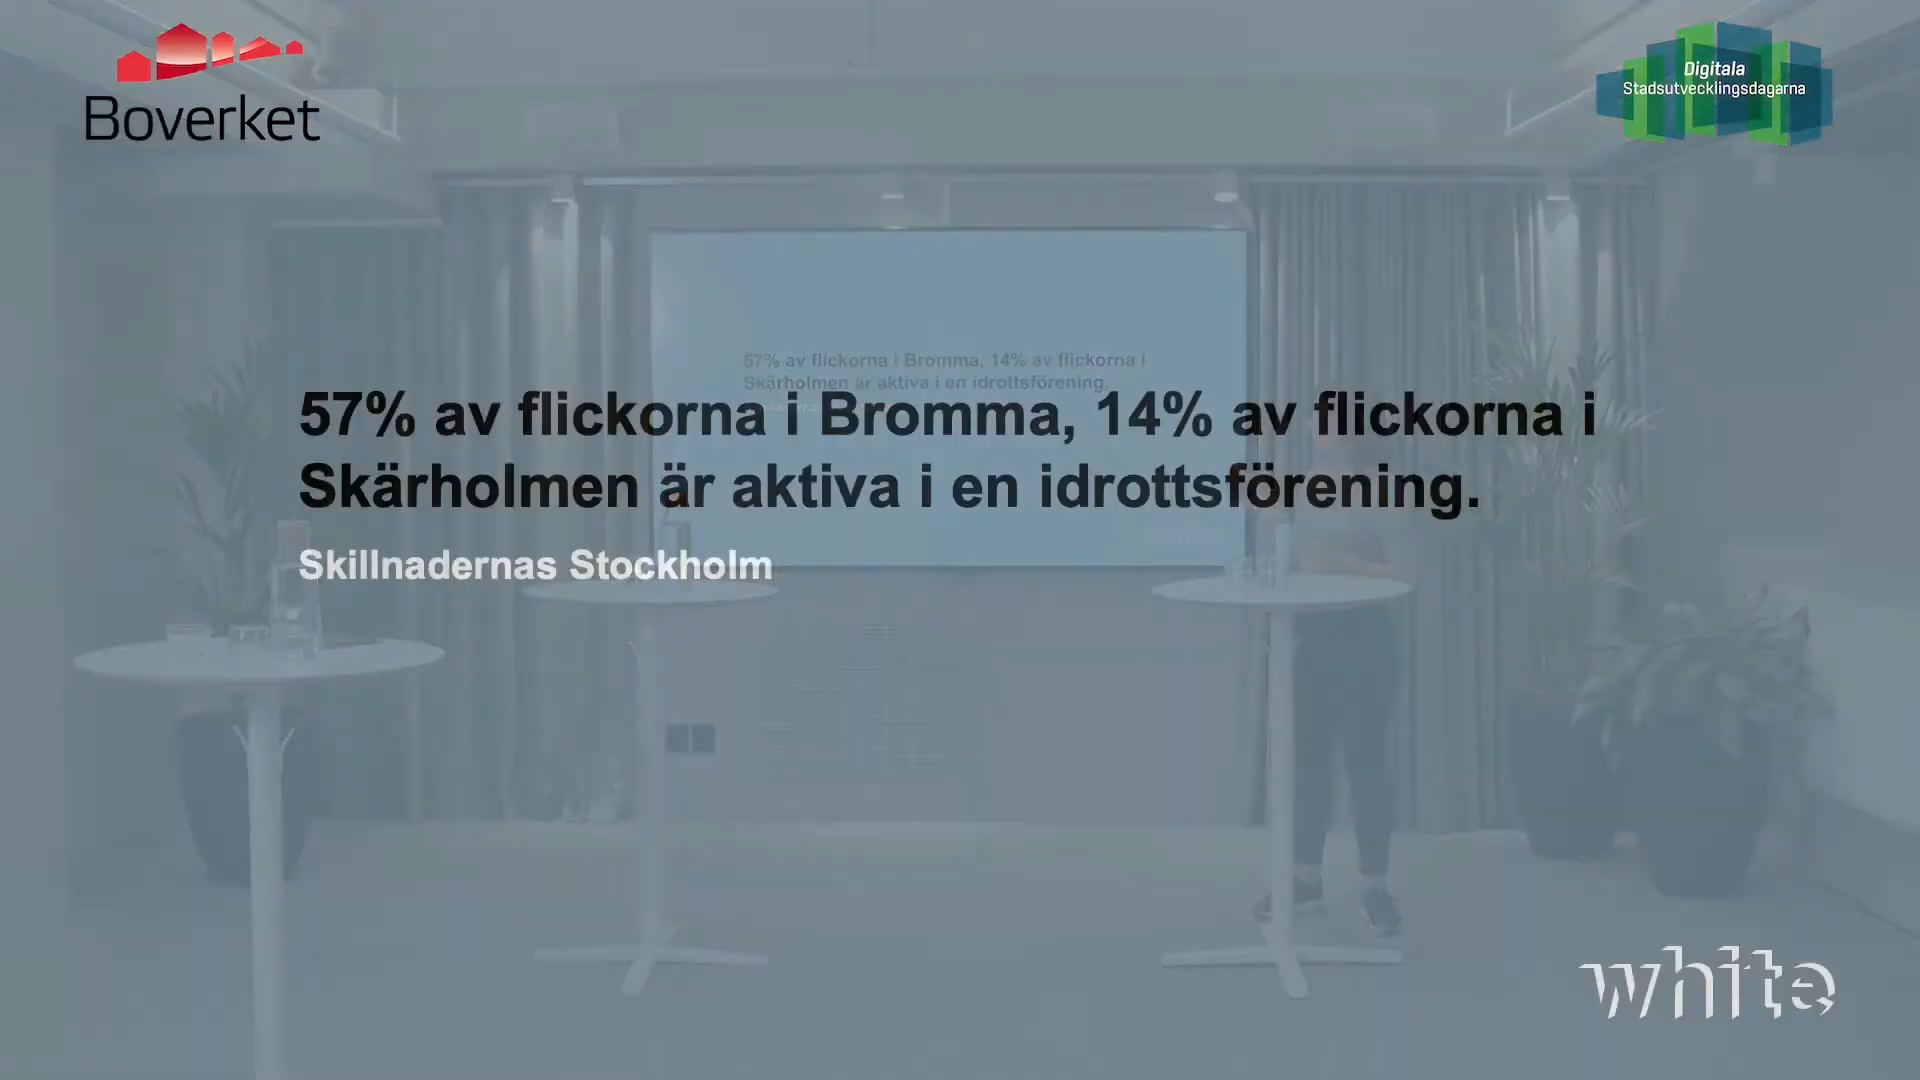 Boverket
Digitala
Stadsutvecklingsdagarna
57% av flickorna i Bromma, 14% av flickorna i
Skärholmen är aktiva i en idrottsförening.
57% av flickorna i Bromma, 14% av flickorna i
Skärholmen är aktiva i en idrottsförening.
Skillnadernas Stockholm
white